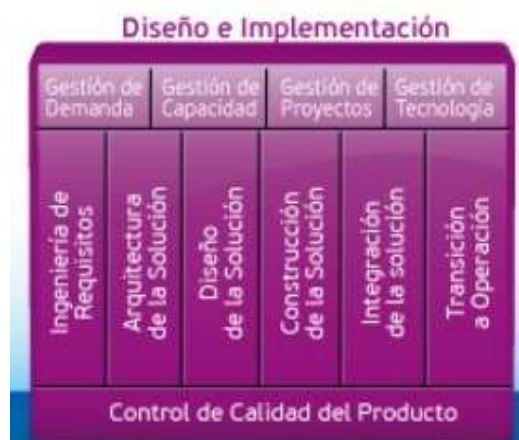 Diseño e Implementación
Gestión de
Demanda
Gestión de
Capacidad
Gestión de
Proyectos
Gestión de
Tecnología
Ingeniería de
Requisitos
Arquitectura
de la Solución
Diseño
de la Solución
Construcción
de la Solución
Integración
de la solución
Transición
a Operación
Control de Calidad del Producto